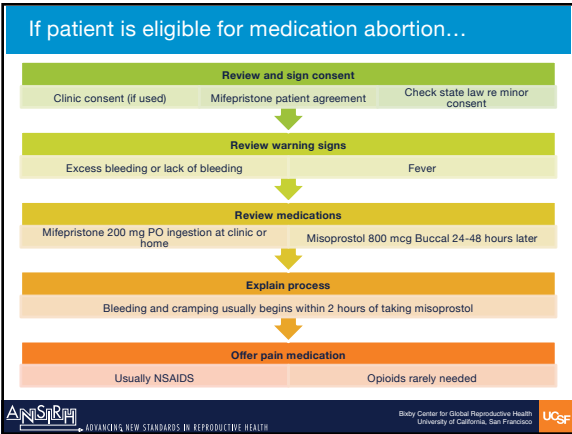 If patient is eligible for medication abortion…
Review and sign consent
Clinic consent (if used)
Mifepristone patient agreement
Check state law re minor
consent
Review warning signs
Excess bleeding or lack of bleeding
Fever
Review medications
Mifepristone 200 mg PO ingestion at clinic or
home
Misoprostol 800 mcg Buccal 24-48 hours later
Explain process
Bleeding and cramping usually begins within 2 hours of taking misoprostol
Offer pain medication
Usually NSAIDS
Opioids rarely needed
ANSIRH
ADVANCING NEW STANDARDS IN REPRODUCTIVE HEALTH
Bixby Center for Global Reproductive Health
University of California, San Francisco
UCSF